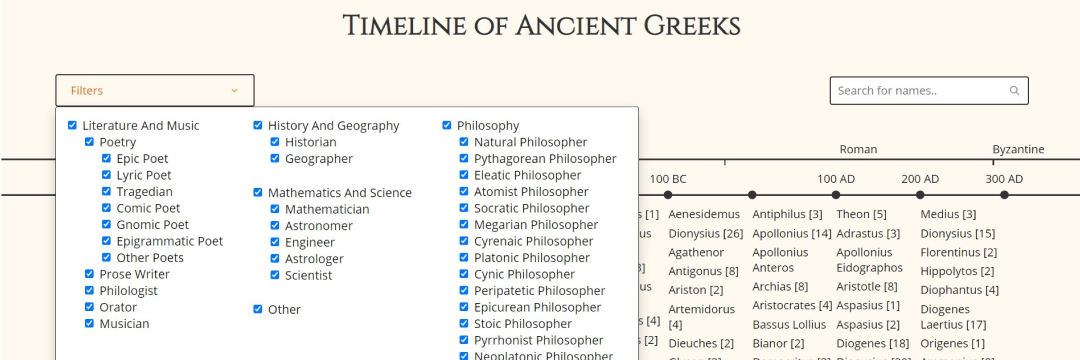 TIMELINE OF ANCIENT GREEKS
Filters
Search for names..
Literature And Music
Poetry
Epic Poet
Lyric Poet
Tragedian
Comic Poet
Gnomic Poet
Epigrammatic Poet
Other Poets
Prose Writer
Philologist
Orator
Musician
History And Geography
Historian
Geographer
Mathematics And Science
Mathematician
Astronomer
Engineer
Astrologer
Scientist
Other
Philosophy
Natural Philosopher
Pythagorean Philosopher
Eleatic Philosopher
Atomist Philosopher
Socratic Philosopher
Megarian Philosopher
Cyrenaic Philosopher
Platonic Philosopher
Cynic Philosopher
Peripatetic Philosopher
Epicurean Philosopher
Stoic Philosopher
Pyrrhonist Philosopher
Neoplatonic Philosopher
Roman
Byzantine
100 BC
100 AD
200 AD
300 AD
s [1]
us
us
s [4]
[2]
Aenesidemus
Dionysius [26]
Agathenor
Antigonus [8]
Ariston [2]
Artemidorus
[4]
Dieuches [2]
Antiphilus [3]
Apollonius [14]
Apollonius
Anteros
Archias [8]
Aristocrates [4]
Bassus Lollius
Bianor [2]
Theon [5]
Adrastus [3]
Apollonius
Eidographos
Aristotle [8]
Aspasius [1]
Aspasius [2]
Diogenes [18]
Medius [3]
Dionysius [15]
Florentinus [2]
Hippolytos [2]
Diophantus [4]
Diogenes
Laertius [17]
Origenes [1]